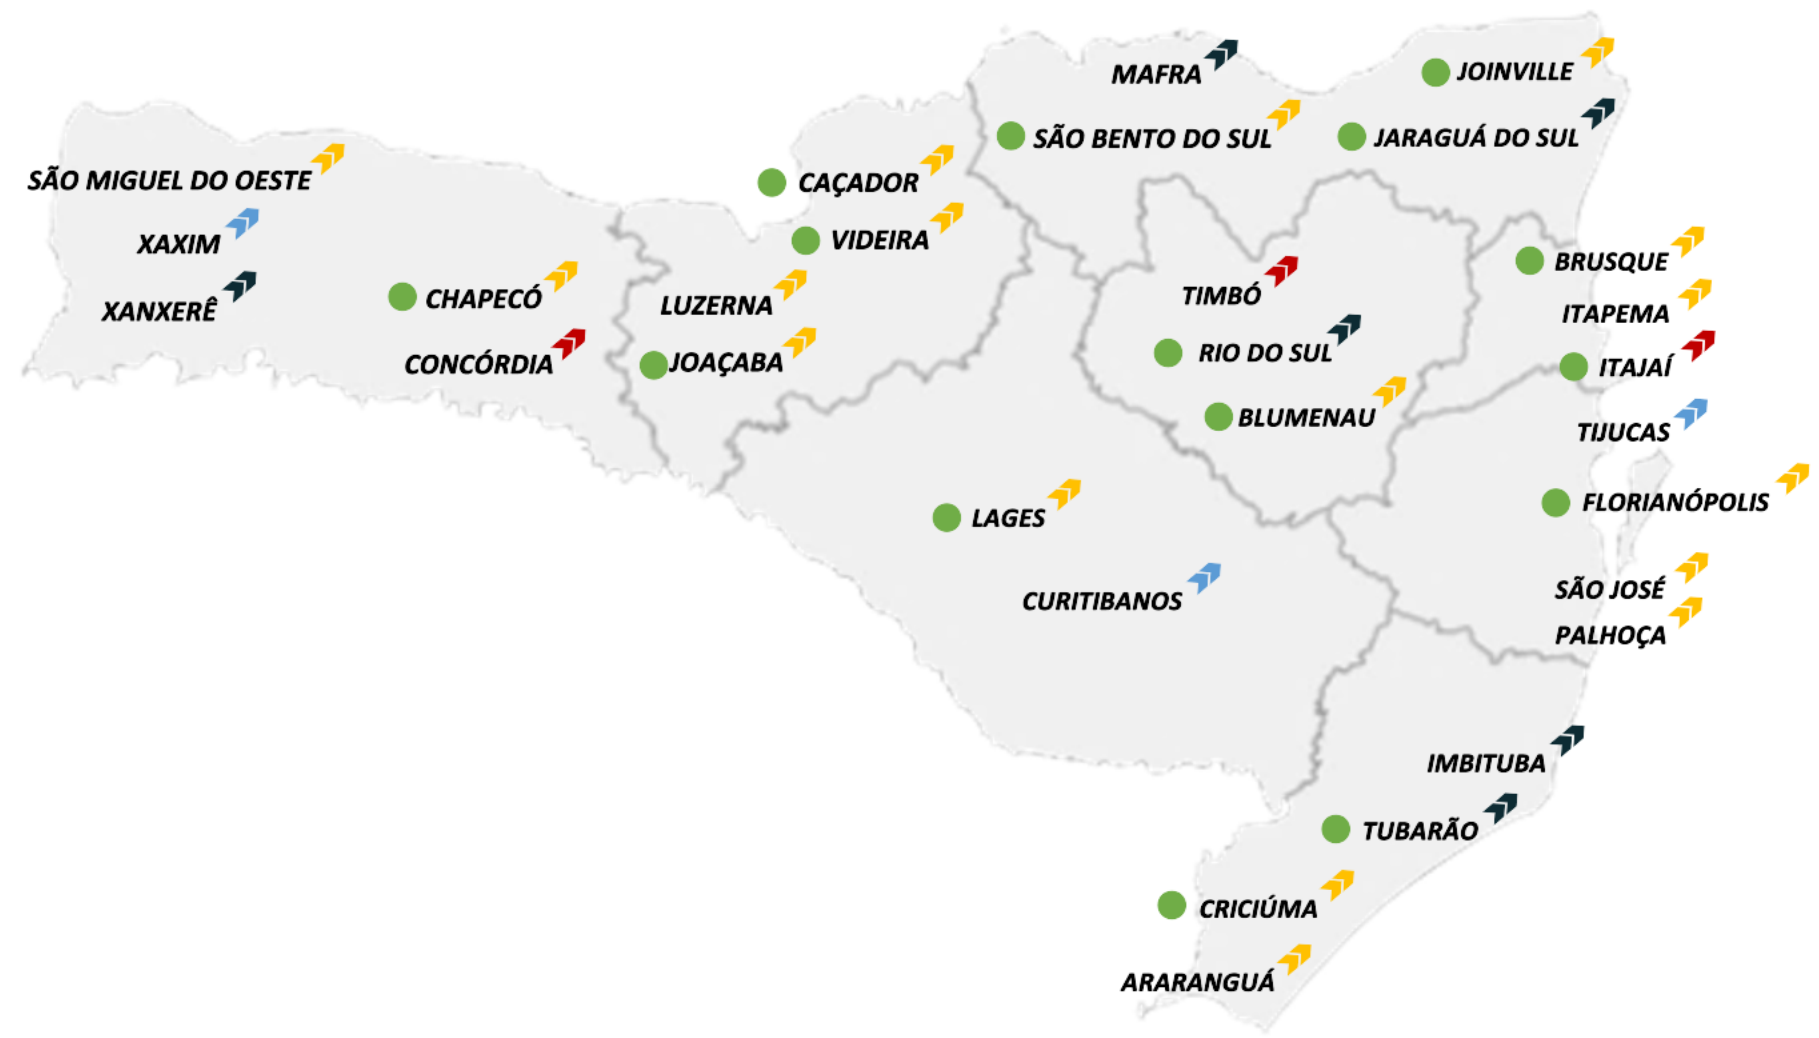 MAFRA
JOINVILLE
SÃO BENTO DO SUL
JARAGUÁ DO SUL
SÃO MIGUEL DO OESTE
CAÇADOR
XAXIM
VIDEIRA
XANXERÊ
CHAPECÓ
LUZERNA
CONCÓRDIA
JOAÇABA
TIMBÓ
RIO DO SUL
BLUMENAU
BRUSQUE
ITAPEMA
ITAJAÍ
TIJUCAS
FLORIANÓPOLIS
LAGES
CURITIBANOS
SÃO JOSÉ
PALHOÇA
IMBITUBA
TUBARÃO
CRICIÚMA
ARARANGUÁ